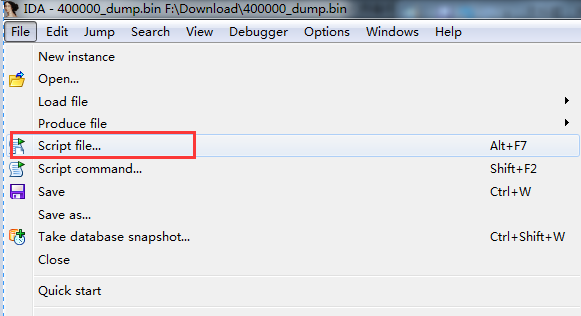 IDA - 400000_dump.bin F:\Download\400000_dump.bin
File Edit Jump Search View Debugger Options Windows Help
New instance
Open...
Load file
Produce file
Script file... Alt+F7
Script command... Shift+F2
Save Ctrl+W
Save as...
Take database snapshot... Ctrl+Shift+W
Close
Quick start